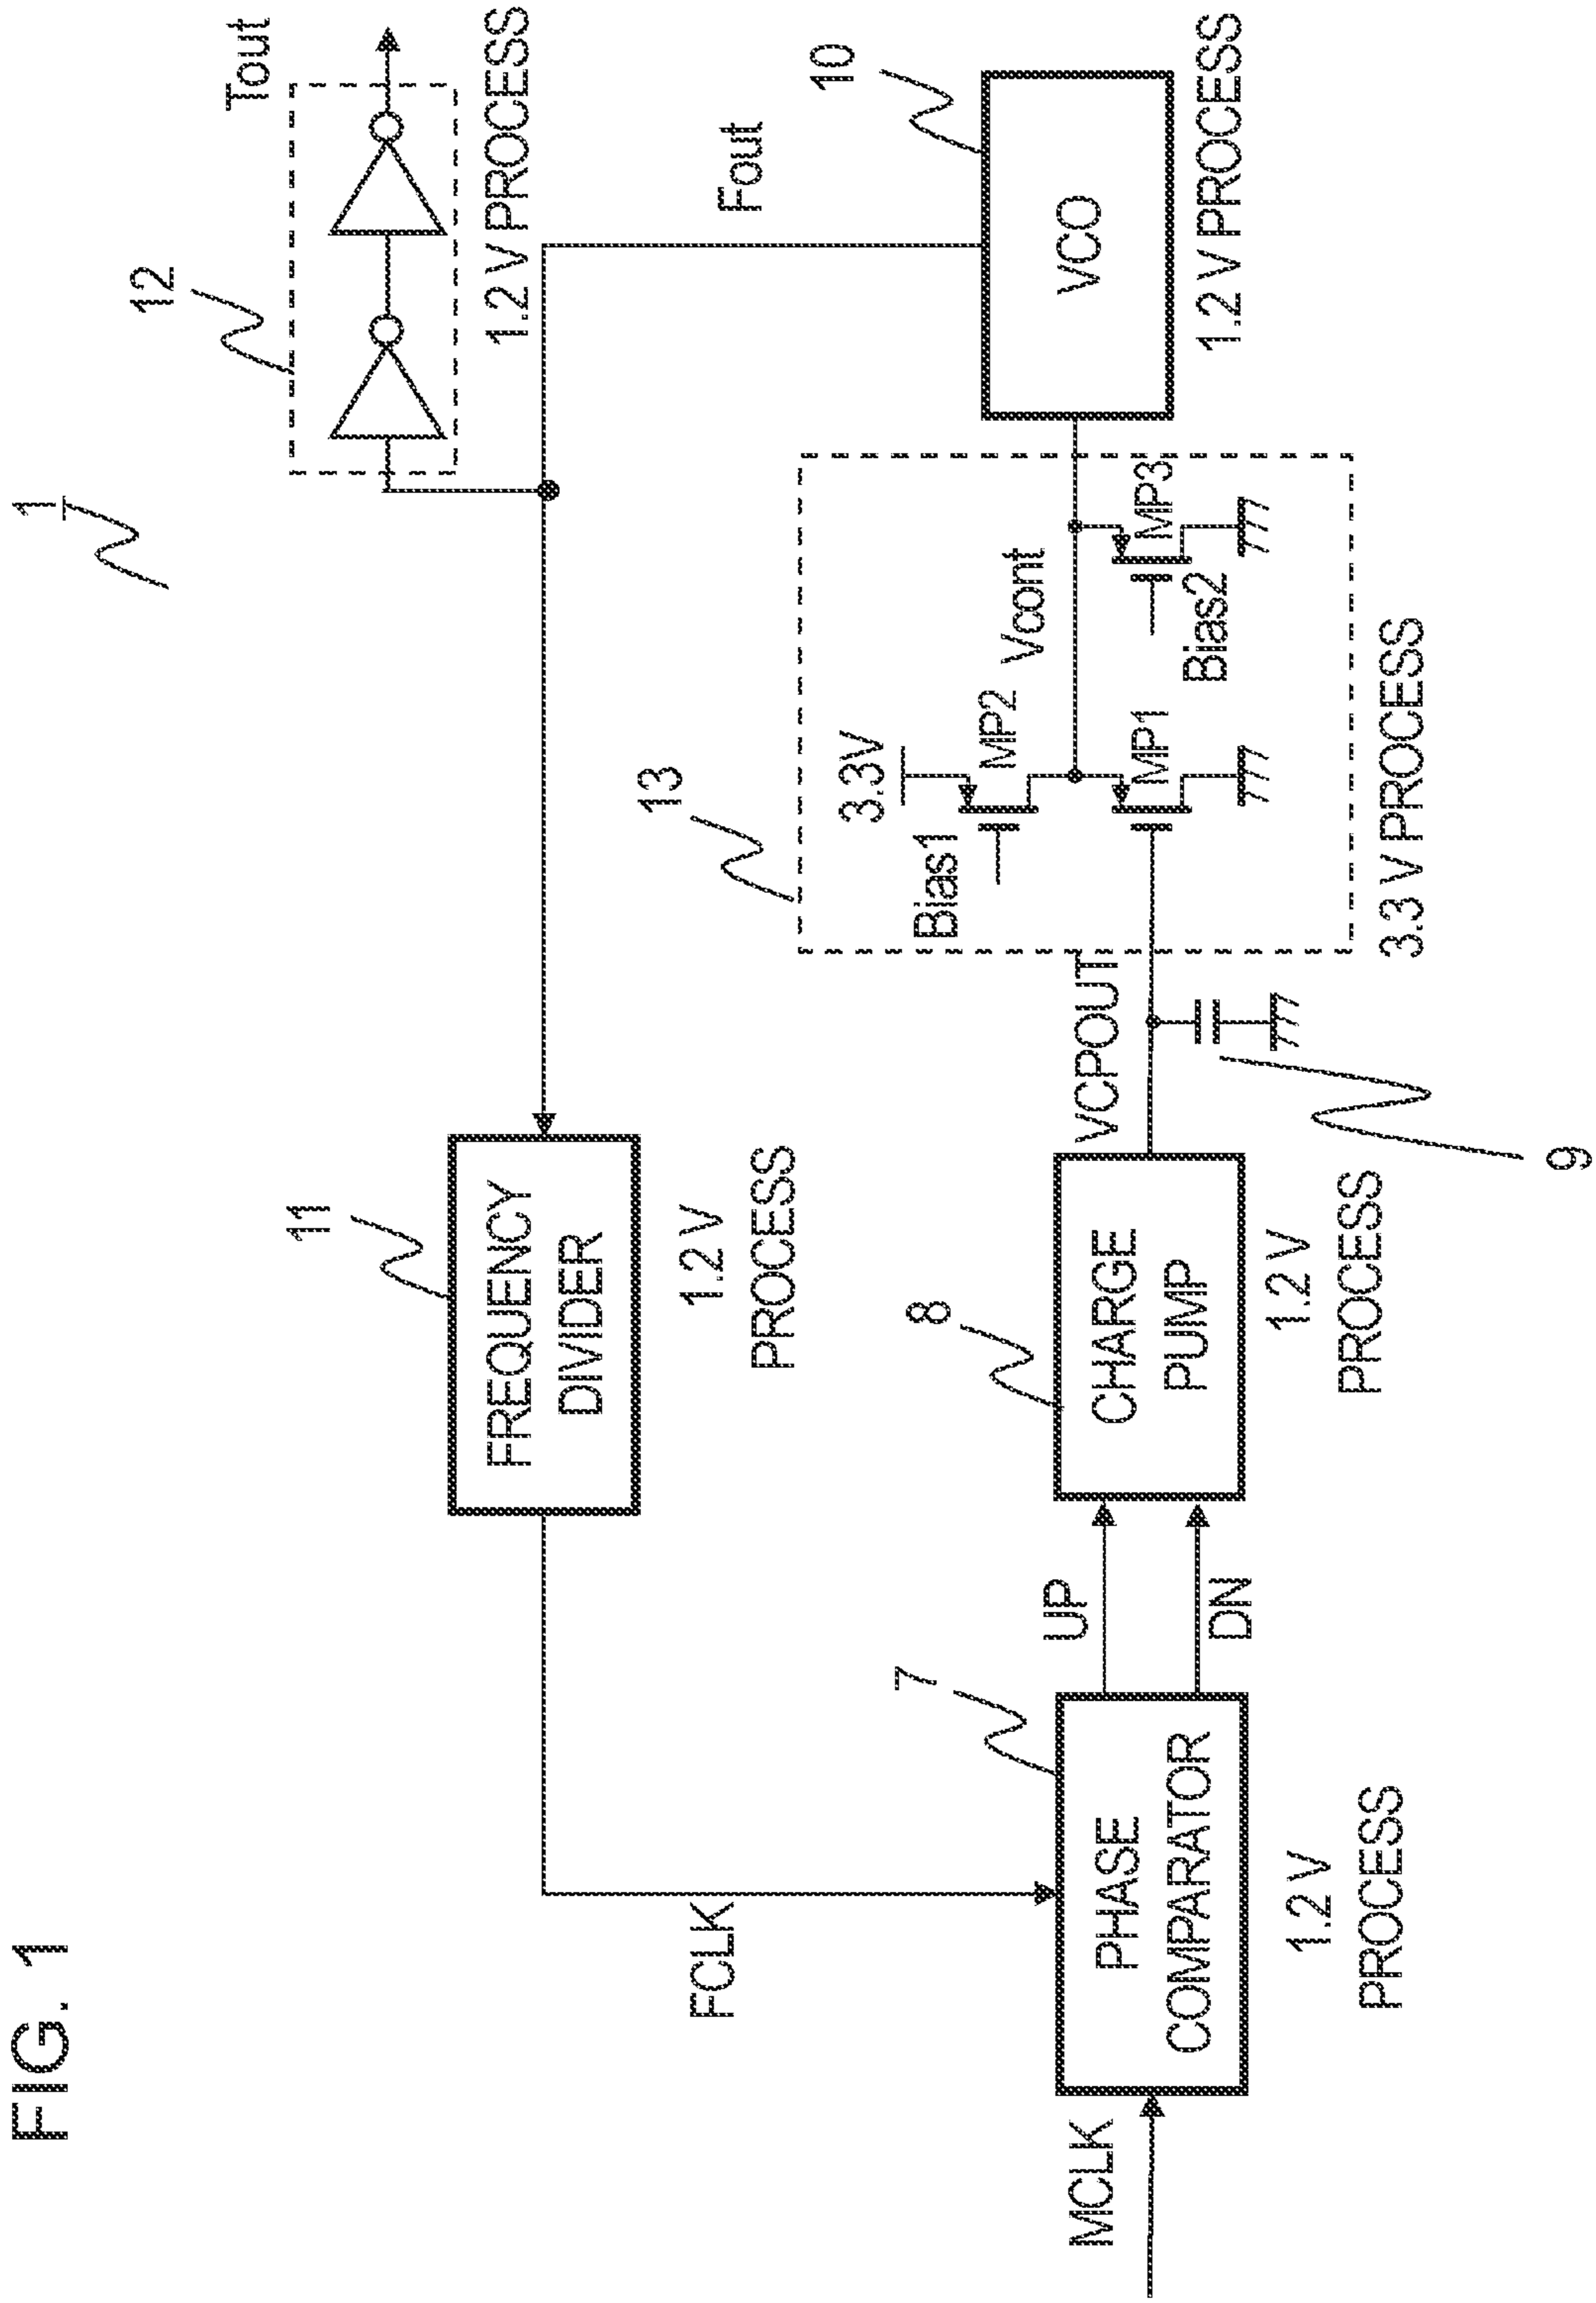 FIG. 1
1
12
Tout
1.2 V PROCESS
11
FREQUENCY
DIVIDER
1.2 V
PROCESS
Fout
FCLK
13
3.3V
Bias1
MP2
Vcont
MP1
MP3
Bias2
3.3 V PROCESS
10
VCO
1.2 V PROCESS
MCLK
7
PHASE
COMPARATOR
1.2 V
PROCESS
UP
DN
8
CHARGE
PUMP
1.2 V
PROCESS
VCPOUT
9